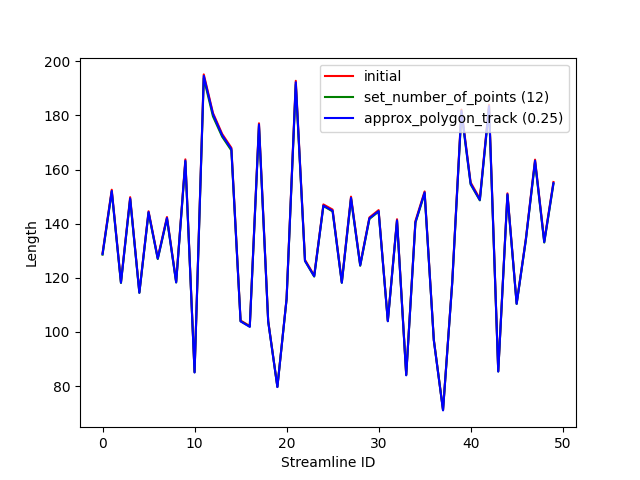 200
180
160
140
120
100
80
Length
0
10
20
30
40
50
Streamline ID
initial
set_number_of_points (12)
approx_polygon_track (0.25)